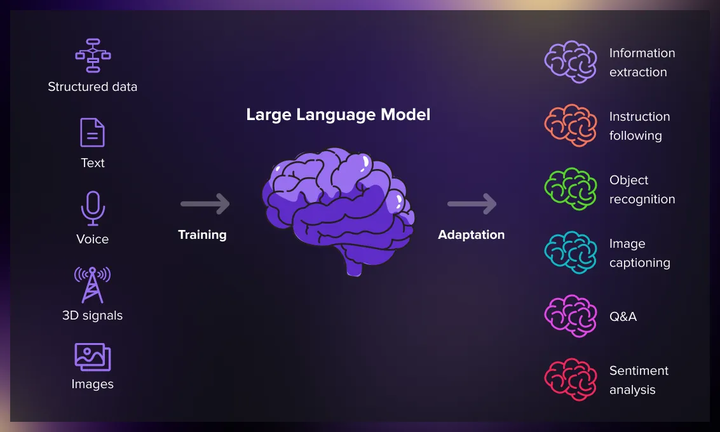 Structured data
Text
Voice
3D signals
Images
Training
Large Language Model
Adaptation
Information
extraction
Instruction
following
Object
recognition
Image
captioning
Q&A
Sentiment
analysis